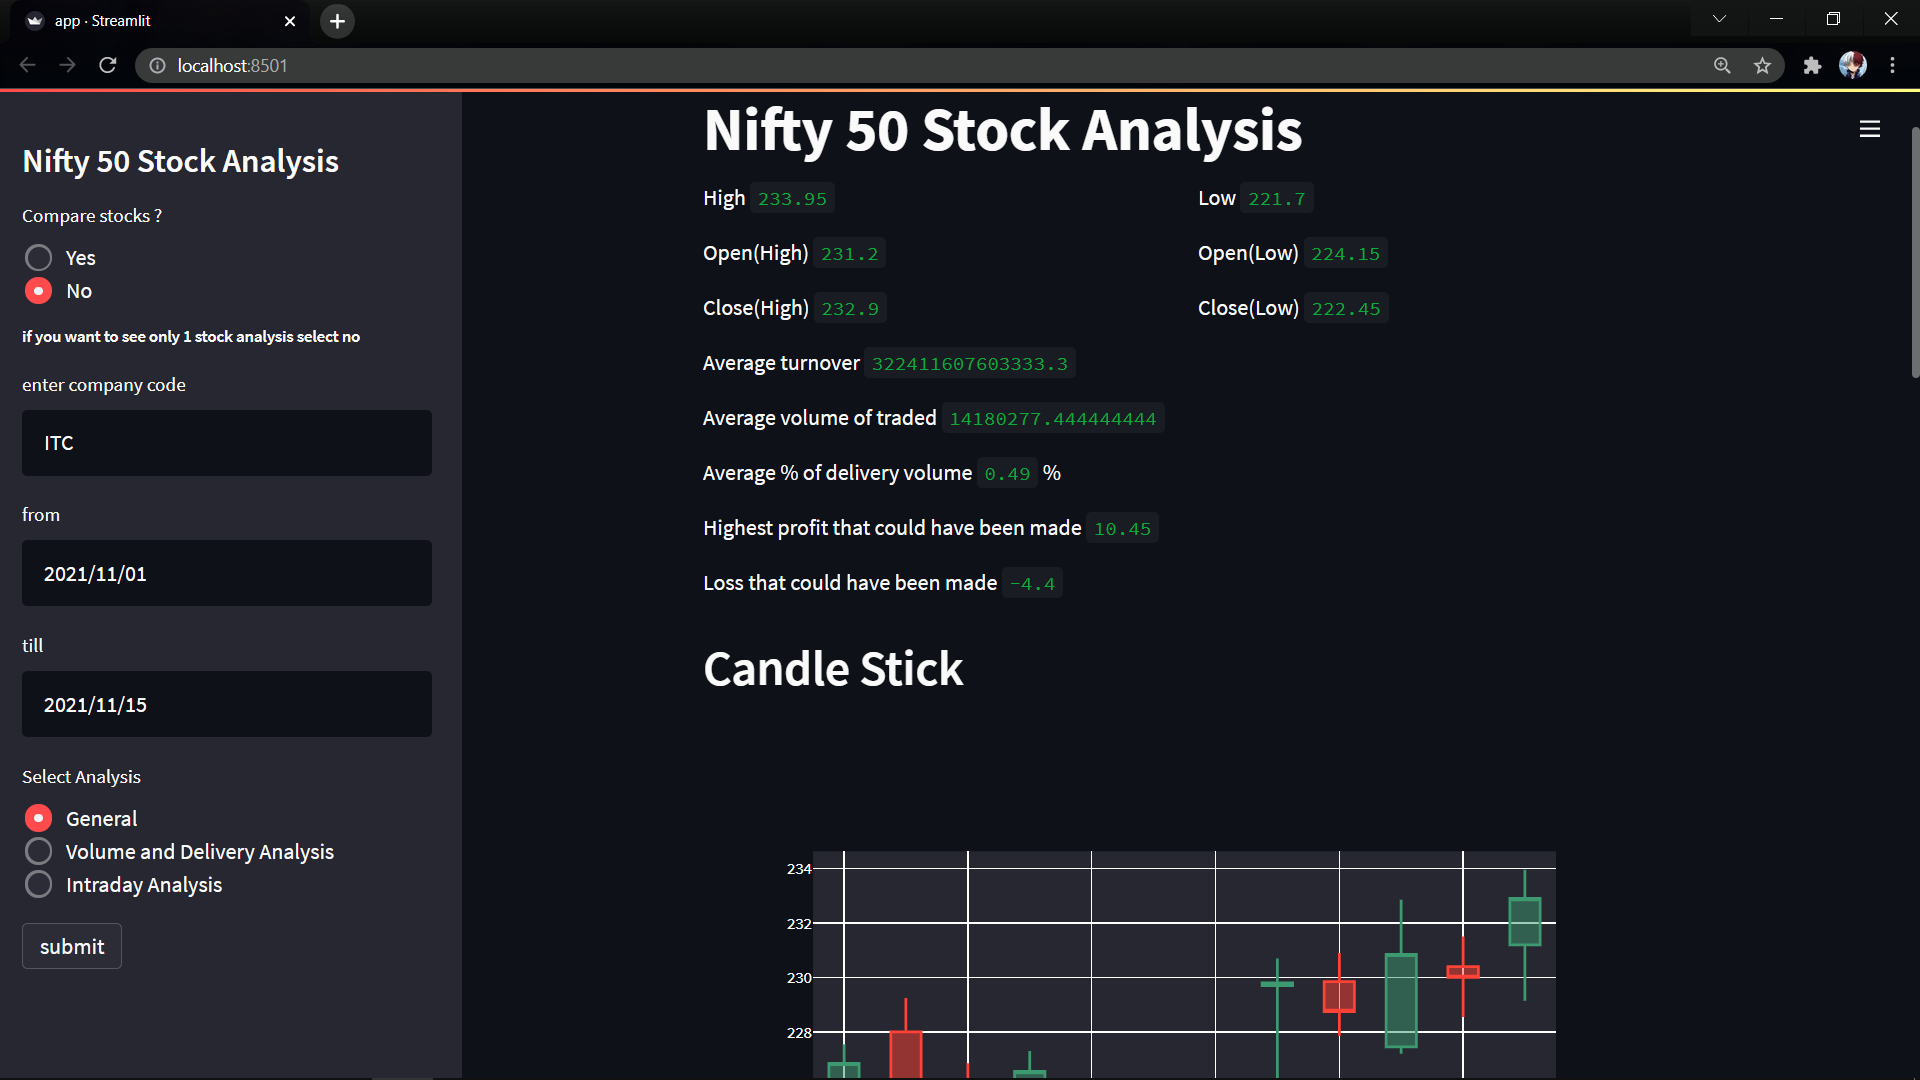 app · Streamlit
localhost:8501
Nifty 50 Stock Analysis
Compare stocks ?
Yes
No
if you want to see only 1 stock analysis select no
enter company code
ITC
from
2021/11/01
till
2021/11/15
Select Analysis
General
Volume and Delivery Analysis
Intraday Analysis
submit
Nifty 50 Stock Analysis
High 233.95
Low 221.7
Open(High) 231.2
Open(Low) 224.15
Close(High) 232.9
Close(Low) 222.45
Average turnover 322411607603333.3
Average volume of traded 14180277.444444444
Average % of delivery volume 0.49 %
Highest profit that could have been made 10.45
Loss that could have been made -4.4
Candle Stick
234
232
230
228